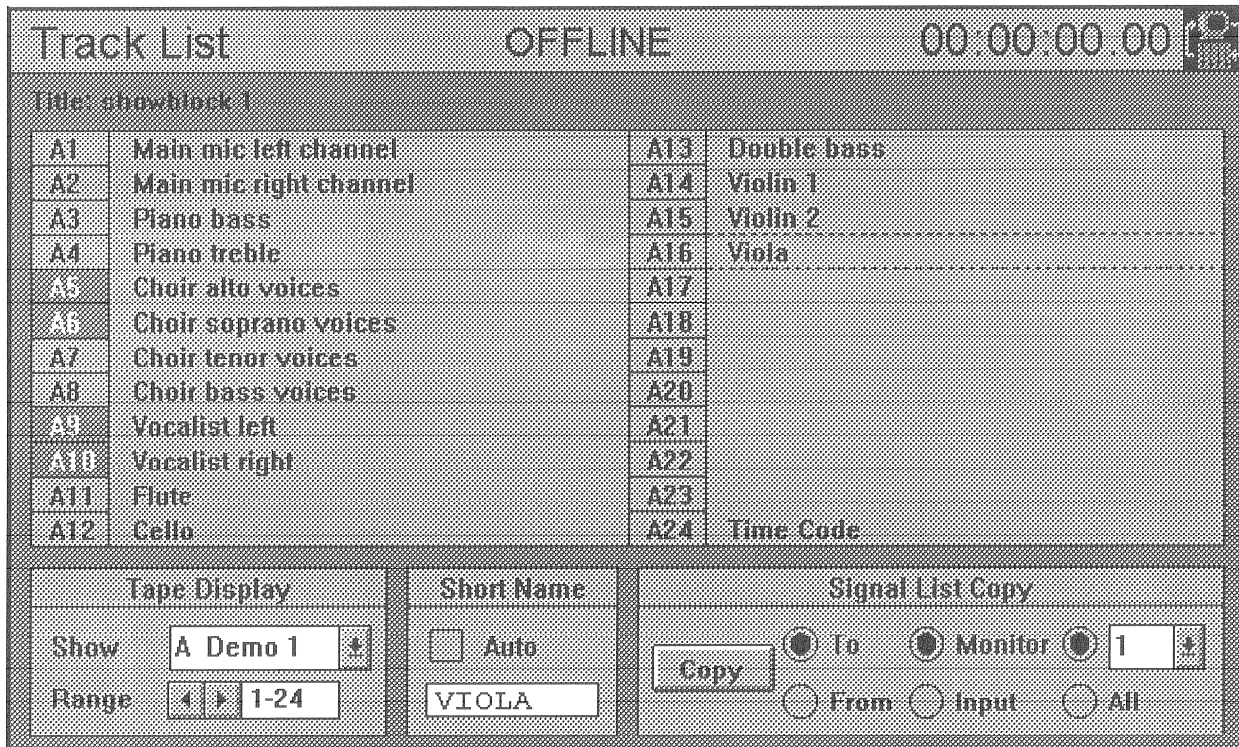 Track List OFFLINE 00:00:00.00
Title: showblock 1
A1 Main mic left channel
A2 Main mic right channel
A3 Piano bass
A4 Piano treble
A5 Choir alto voices
A6 Choir soprano voices
A7 Choir tenor voices
A8 Choir bass voices
A9 Vocalist left
A10 Vocalist right
A11 Flute
A12 Cello
A13 Double bass
A14 Violin 1
A15 Violin 2
A16 Viola
A17
A18
A19
A20
A21
A22
A23
A24 Time Code
Tape Display
Show A Demo 1
Range 1-24
Short Name
Auto
VIOLA
Signal List Copy
Copy To Monitor 1
From Input All